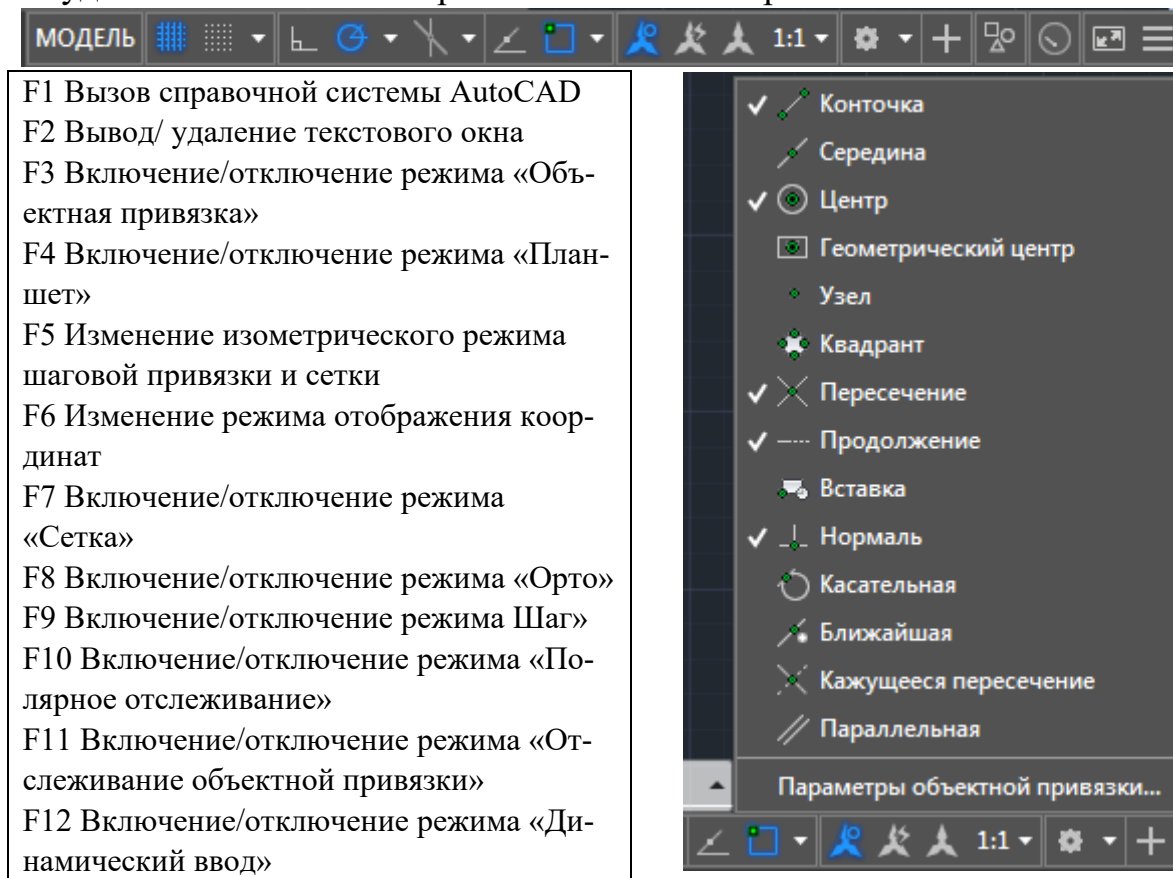 МОДЕЛЬ 1:1
F1 Вызов справочной системы AutoCAD
F2 Вывод/ удаление текстового окна
F3 Включение/отключение режима «Объ-
ектная привязка»
F4 Включение/отключение режима «План-
шет»
F5 Изменение изометрического режима
шаговой привязки и сетки
F6 Изменение режима отображения коор-
динат
F7 Включение/отключение режима
«Сетка»
F8 Включение/отключение режима «Орто»
F9 Включение/отключение режима Шаг»
F10 Включение/отключение режима «По-
лярное отслеживание»
F11 Включение/отключение режима «От-
слеживание объектной привязки»
F12 Включение/отключение режима «Ди-
намический ввод»
Конточка
Середина
Центр
Геометрический центр
Узел
Квадрант
Пересечение
Продолжение
Вставка
Нормаль
Касательная
Ближайшая
Кажущееся пересечение
Параллельная
Параметры объектной привязки...
1:1